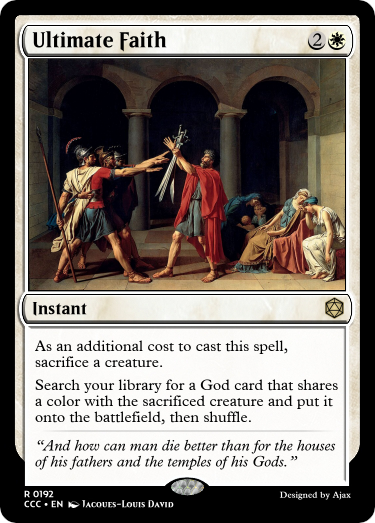 Ultimate Faith 2
Instant
As an additional cost to cast this spell,
sacrifice a creature.
Search your library for a God card that shares
a color with the sacrificed creature and put it
onto the battlefield, then shuffle.
“And how can man die better than for the houses
of his fathers and the temples of his Gods.”
R 0192
CCC • EN Jacques-Louis David
Designed by Ajax